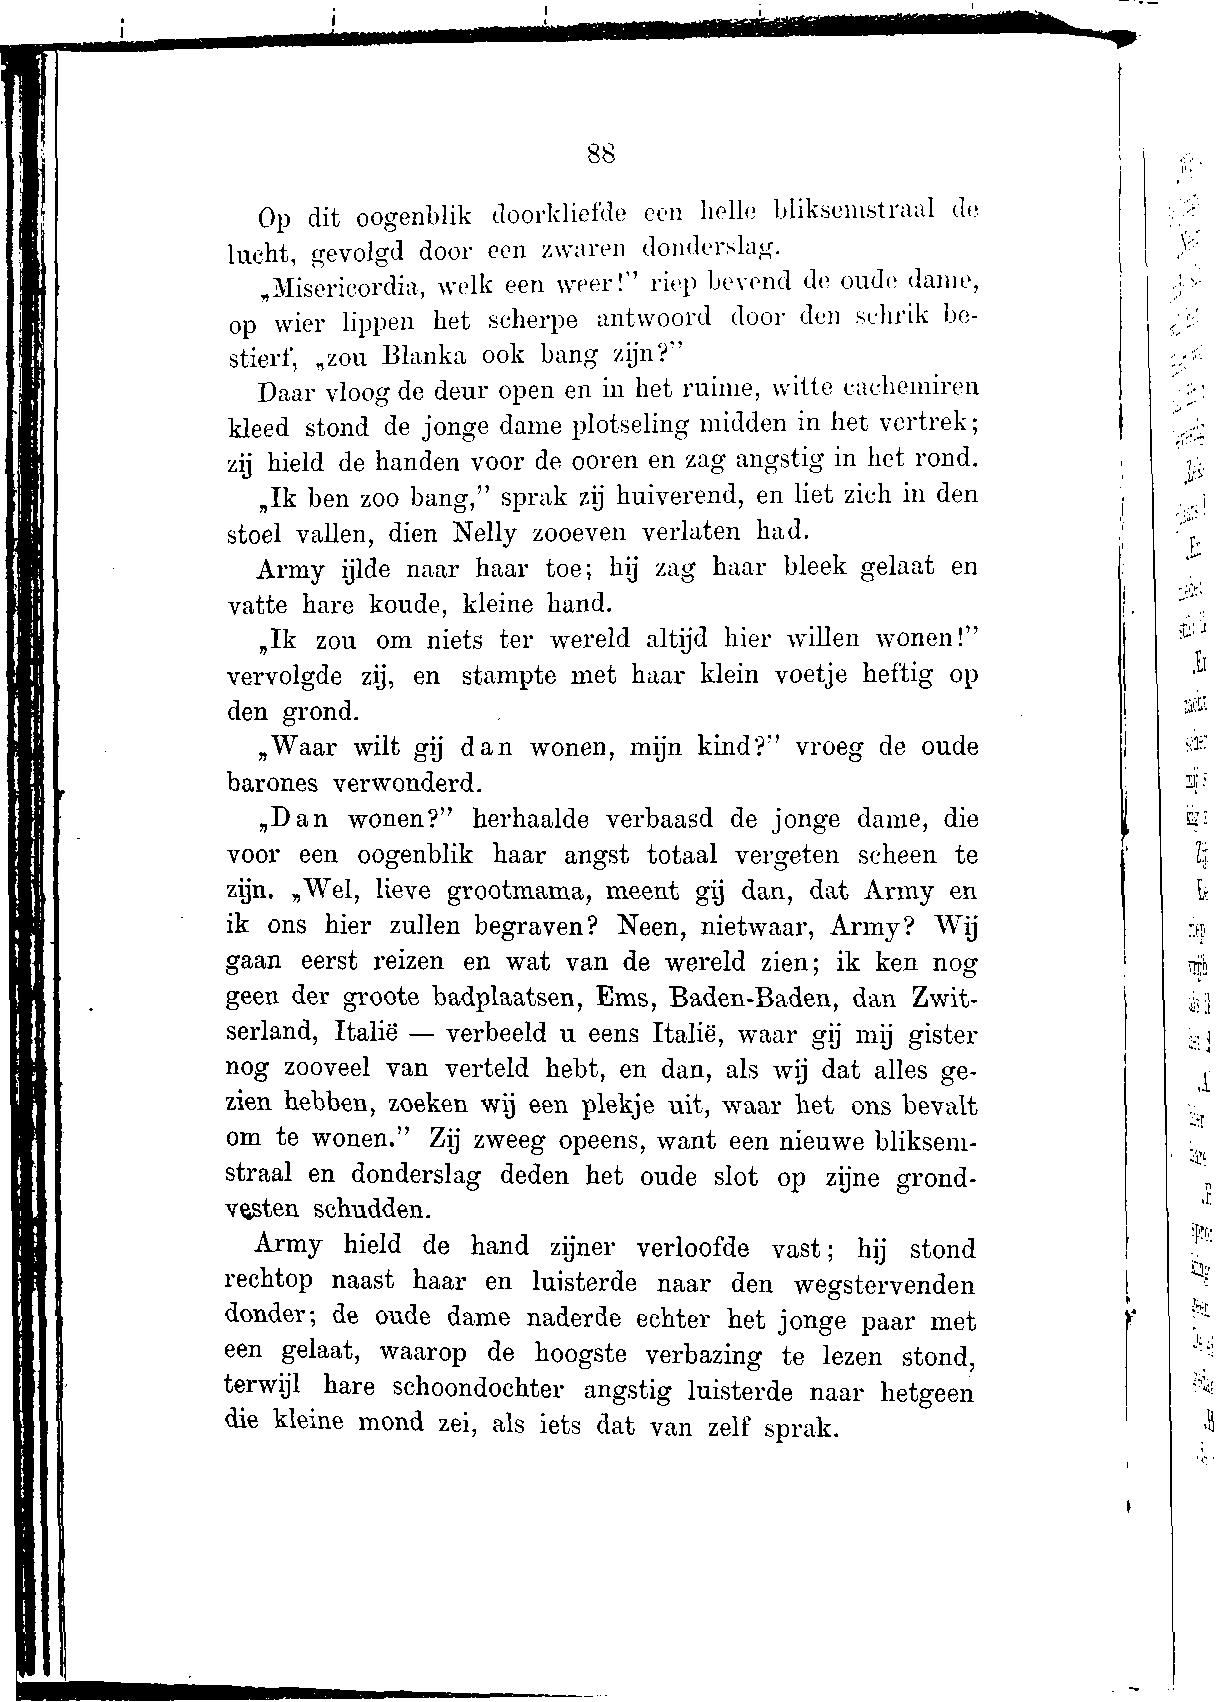 88
Op dit oogenblik doorkliefde een helle bliksemstraal de
lucht, gevolgd door een zwaren donderslag.
„Misericordia, welk een weer!” riep bevend de oude dame,
op wier lippen het scherpe antwoord door den schrik be-
stierf, „zou Blanka ook bang zijn?”
Daar vloog de deur open en in het ruime, witte cachemiren
kleed stond de jonge dame plotseling midden in het vertrek;
zij hield de handen voor de ooren en zag angstig in het rond.
„Ik ben zoo bang,” sprak zij huiverend, en liet zich in den
stoel vallen, dien Nelly zooeven verlaten had.
Army ijlde naar haar toe; hij zag haar bleek gelaat en
vatte hare koude, kleine hand.
„Ik zou om niets ter wereld altijd hier willen wonen!”
vervolgde zij, en stampte met haar klein voetje heftig op
den grond.
„Waar wilt gij dan wonen, mijn kind?” vroeg de oude
barones verwonderd.
„Dan wonen?” herhaalde verbaasd de jonge dame, die
voor een oogenblik haar angst totaal vergeten scheen te
zijn. „Wel, lieve grootmama, meent gij dan, dat Army en
ik ons hier zullen begraven? Neen, nietwaar, Army? Wij
gaan eerst reizen en wat van de wereld zien; ik ken nog
geen der groote badplaatsen, Ems, Baden-Baden, dan Zwit-
serland, Italië — verbeeld u eens Italië, waar gij mij gister
nog zooveel van verteld hebt, en dan, als wij dat alles ge-
zien hebben, zoeken wij een plekje uit, waar het ons bevalt
om te wonen.” Zij zweeg opeens, want een nieuwe bliksem-
straal en donderslag deden het oude slot op zijne grond-
vesten schudden.
Army hield de hand zijner verloofde vast; hij stond
rechtop naast haar en luisterde naar den wegstervenden
donder; de oude dame naderde echter het jonge paar met
een gelaat, waarop de hoogste verbazing te lezen stond,
terwijl hare schoondochter angstig luisterde naar hetgeen
die kleine mond zei, als iets dat van zelf sprak.